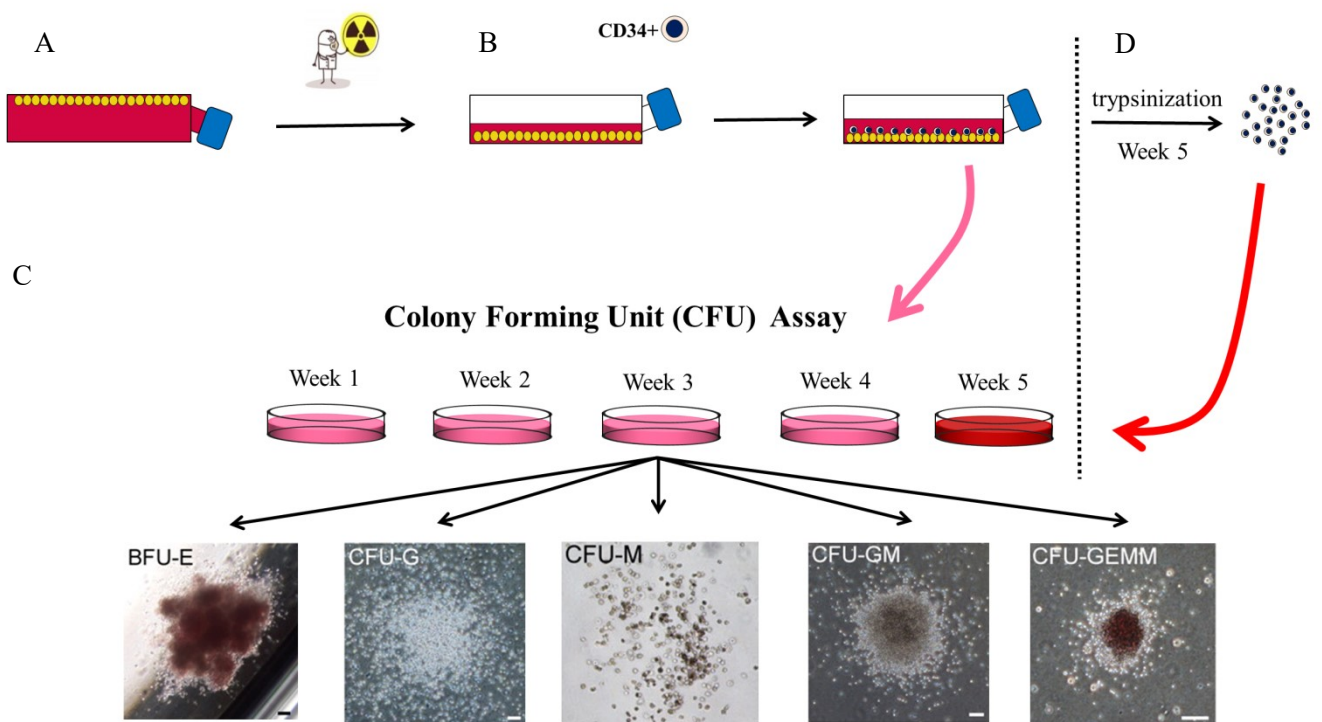 A
B
CD34+
D
trypsinization
Week 5
C
Colony Forming Unit (CFU) Assay
Week 1
Week 2
Week 3
Week 4
Week 5
BFU-E
CFU-G
CFU-M
CFU-GM
CFU-GEMM